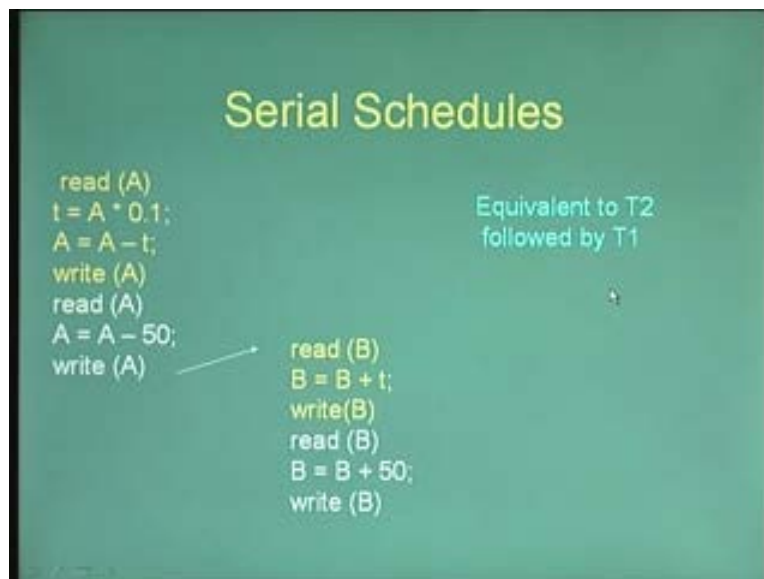 Serial Schedules
read (A)
t = A * 0.1;
A = A – t;
write (A)
read (A)
A = A – 50;
write (A)
Equivalent to T2
followed by T1
read (B)
B = B + t;
write(B)
read (B)
B = B + 50;
write (B)